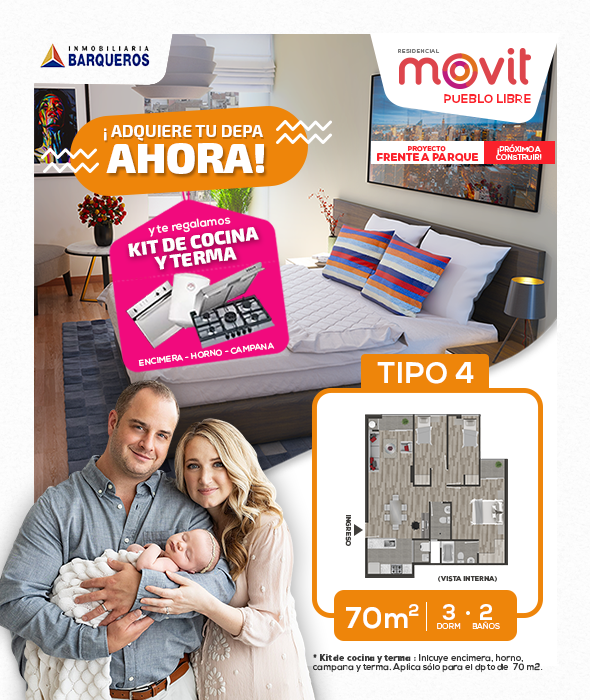 INMOBILIARIA
BARQUEROS
RESIDENCIAL
movit
PUEBLO LIBRE
PROYECTO
FRENTE A PARQUE
¡PRÓXIMO A
CONSTRUIR!
¡ ADQUIERE TU DEPA
AHORA!
y te regalamos
KIT DE COCINA
Y TERMA
ENCIMERA - HORNO - CAMPANA
TIPO 4
INGRESO
(VISTA INTERNA)
70m²
3 · 2
DORM BAÑOS
* Kit de cocina y terma : Inlcuye encimera, horno,
campana y terma. Aplica sólo para el dpto de 70 m2.